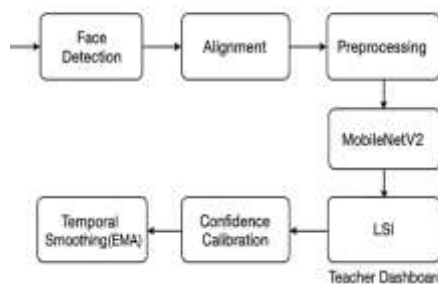 Face
Detection
Alignment
Preprocessing
MobileNetV2
Temporal
Smoothing(EMA)
Confidence
Calibration
LSI
Teacher Dashboard